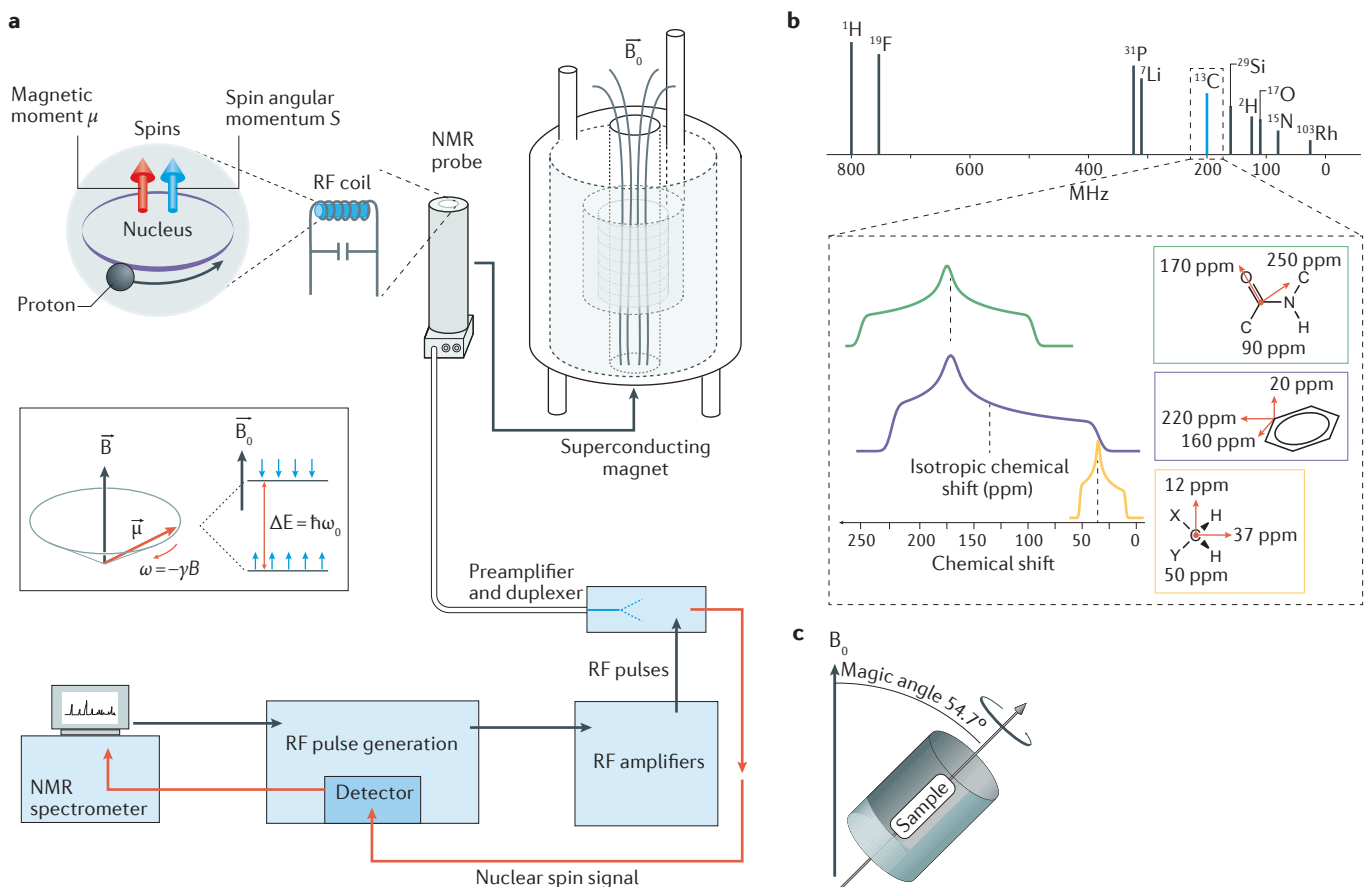 a
Magnetic
moment μ
Spin angular
momentum S
Spins
Nucleus
Proton
RF coil
NMR
probe
B₀
Superconducting
magnet
B
μ
ω = −γB
B₀
ΔE = ħω₀
Preamplifier
and duplexer
RF pulses
NMR
spectrometer
RF pulse generation
Detector
RF amplifiers
Nuclear spin signal
b
¹H
¹⁹F
³¹P
⁷Li
¹³C
²⁹Si
²H
¹⁷O
¹⁵N
¹⁰³Rh
800 600 400 200 100 0
MHz
170 ppm
250 ppm
O
C
N
C
H
90 ppm
20 ppm
220 ppm
160 ppm
Isotropic chemical
shift (ppm)
12 ppm
X
H
C
37 ppm
Y
H
50 ppm
250 200 150 100 50 0
Chemical shift
c
B₀
Magic angle 54.7º
Sample